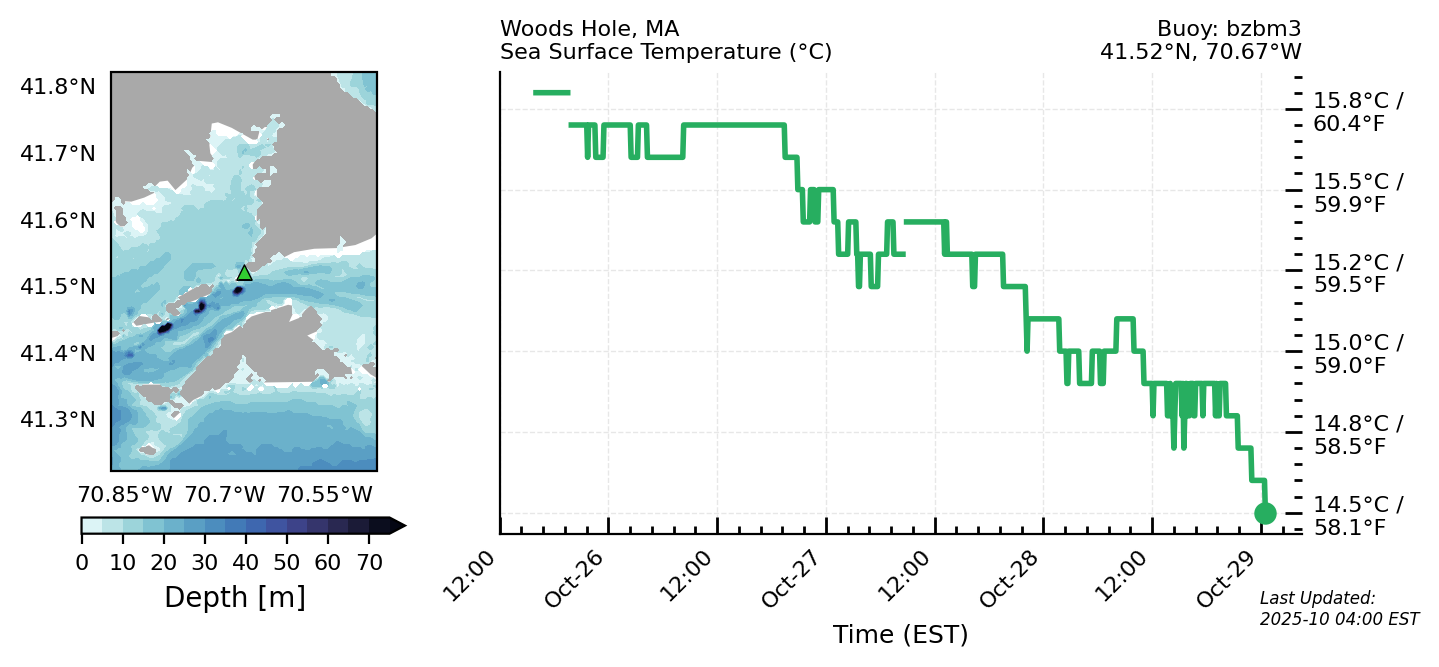 Woods Hole, MA
Sea Surface Temperature (°C)
Buoy: bzbm3
41.52°N, 70.67°W
41.8°N
41.7°N
41.6°N
41.5°N
41.4°N
41.3°N
70.85°W 70.7°W 70.55°W
0 10 20 30 40 50 60 70
Depth [m]
15.8°C /
60.4°F
15.5°C /
59.9°F
15.2°C /
59.5°F
15.0°C /
59.0°F
14.8°C /
58.5°F
14.5°C /
58.1°F
12:00 Oct-26 12:00 Oct-27 12:00 Oct-28 12:00 Oct-29
Time (EST)
Last Updated:
2025-10 04:00 EST